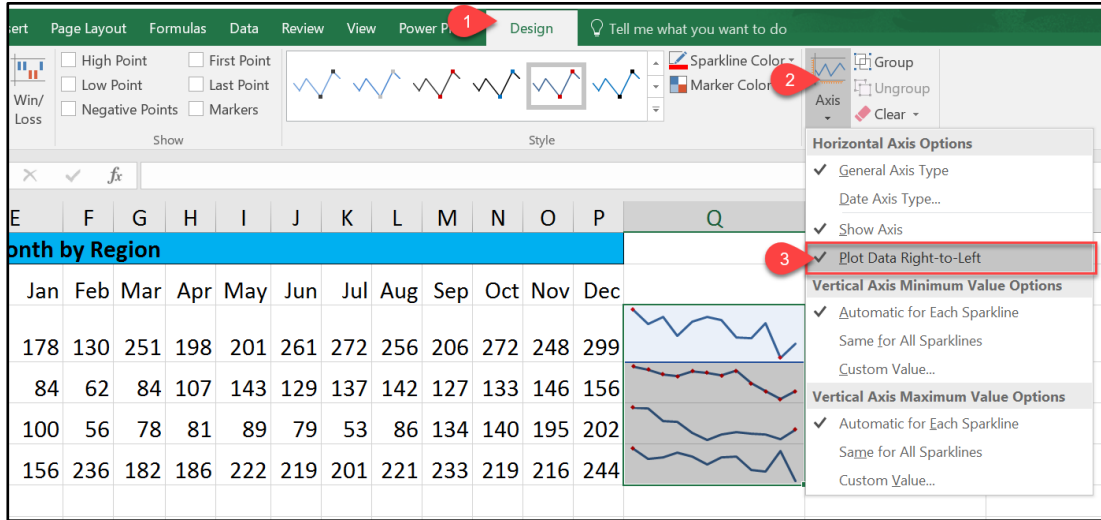 ert Page Layout Formulas Data Review View Power P 1 Design Tell me what you want to do
High Point First Point
Low Point Last Point
Negative Points Markers
Win/
Loss
Show
Style
Sparkline Color
Marker Color
2
Axis
Group
Ungroup
Clear
Horizontal Axis Options
General Axis Type
Date Axis Type...
Show Axis
3 Plot Data Right-to-Left
Vertical Axis Minimum Value Options
Automatic for Each Sparkline
Same for All Sparklines
Custom Value...
Vertical Axis Maximum Value Options
Automatic for Each Sparkline
Same for All Sparklines
Custom Value...
fx
E F G H I J K L M N O P Q
onth by Region
Jan Feb Mar Apr May Jun Jul Aug Sep Oct Nov Dec
178 130 251 198 201 261 272 256 206 272 248 299
84 62 84 107 143 129 137 142 127 133 146 156
100 56 78 81 89 79 53 86 134 140 195 202
156 236 182 186 222 219 201 221 233 219 216 244